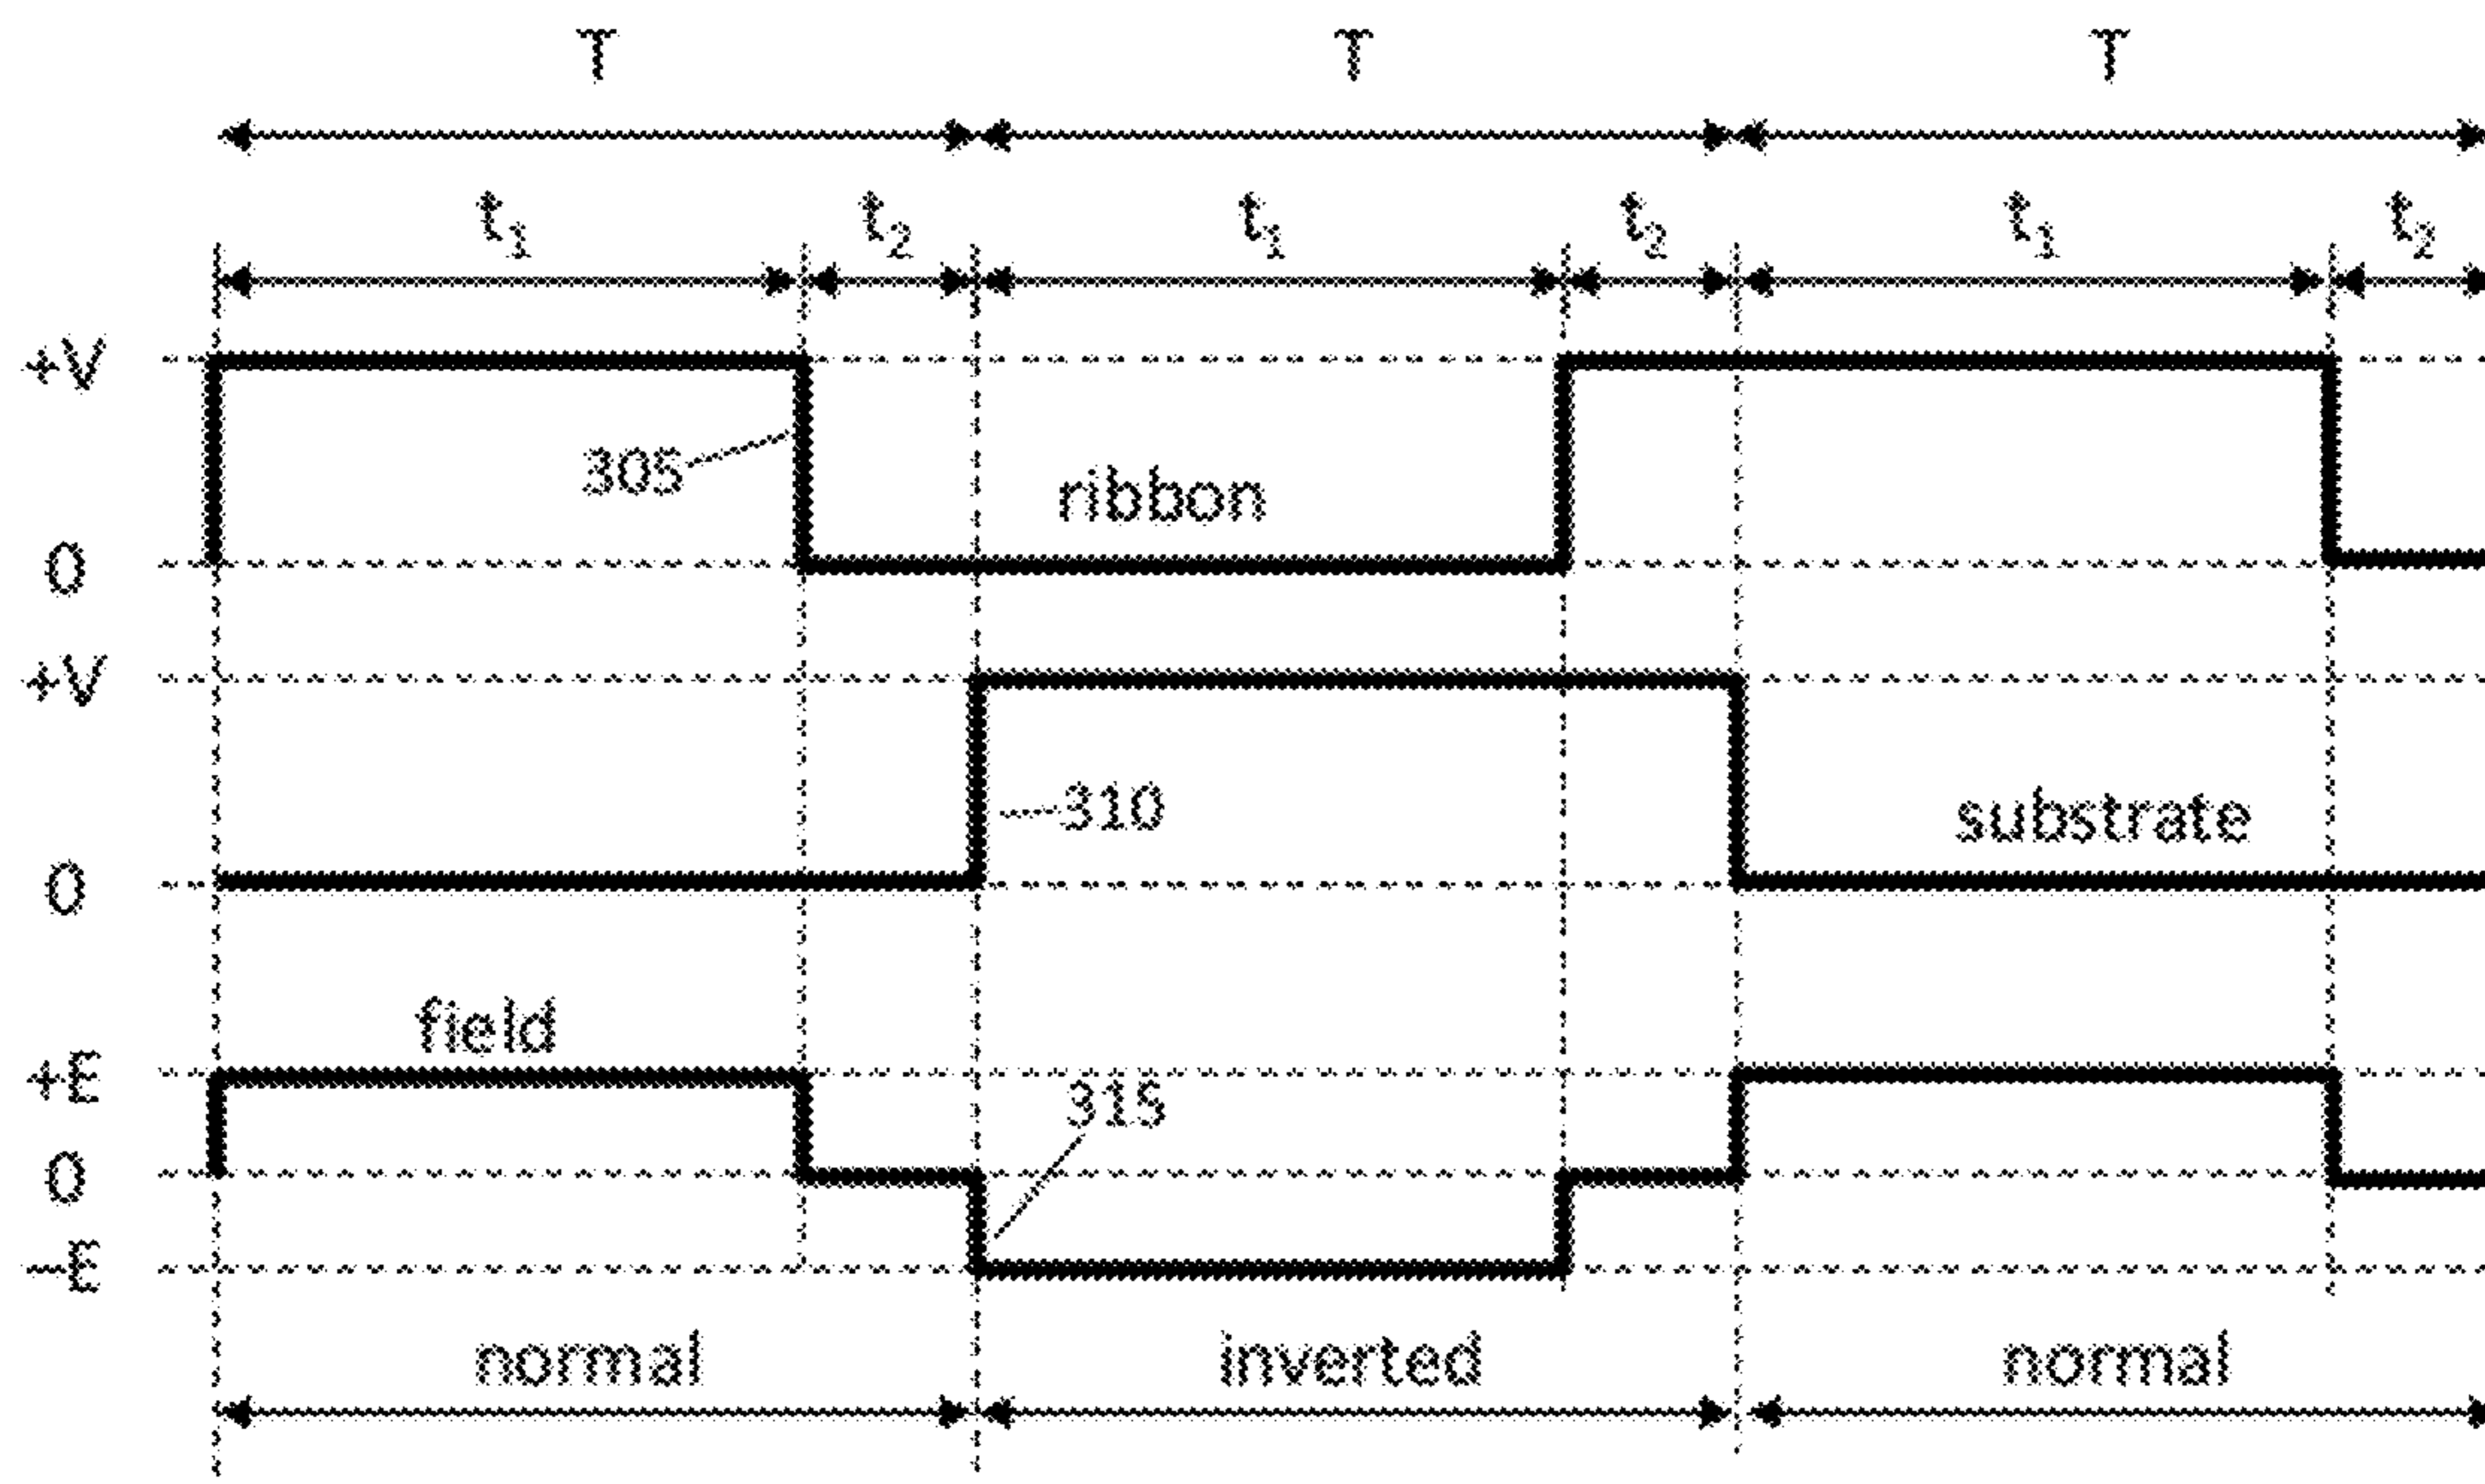 T T T
t1 t2 t1 t2 t1 t2
+V
305
ribbon
0
+V
310
substrate
0
field
+E
315
0
-E
normal inverted normal